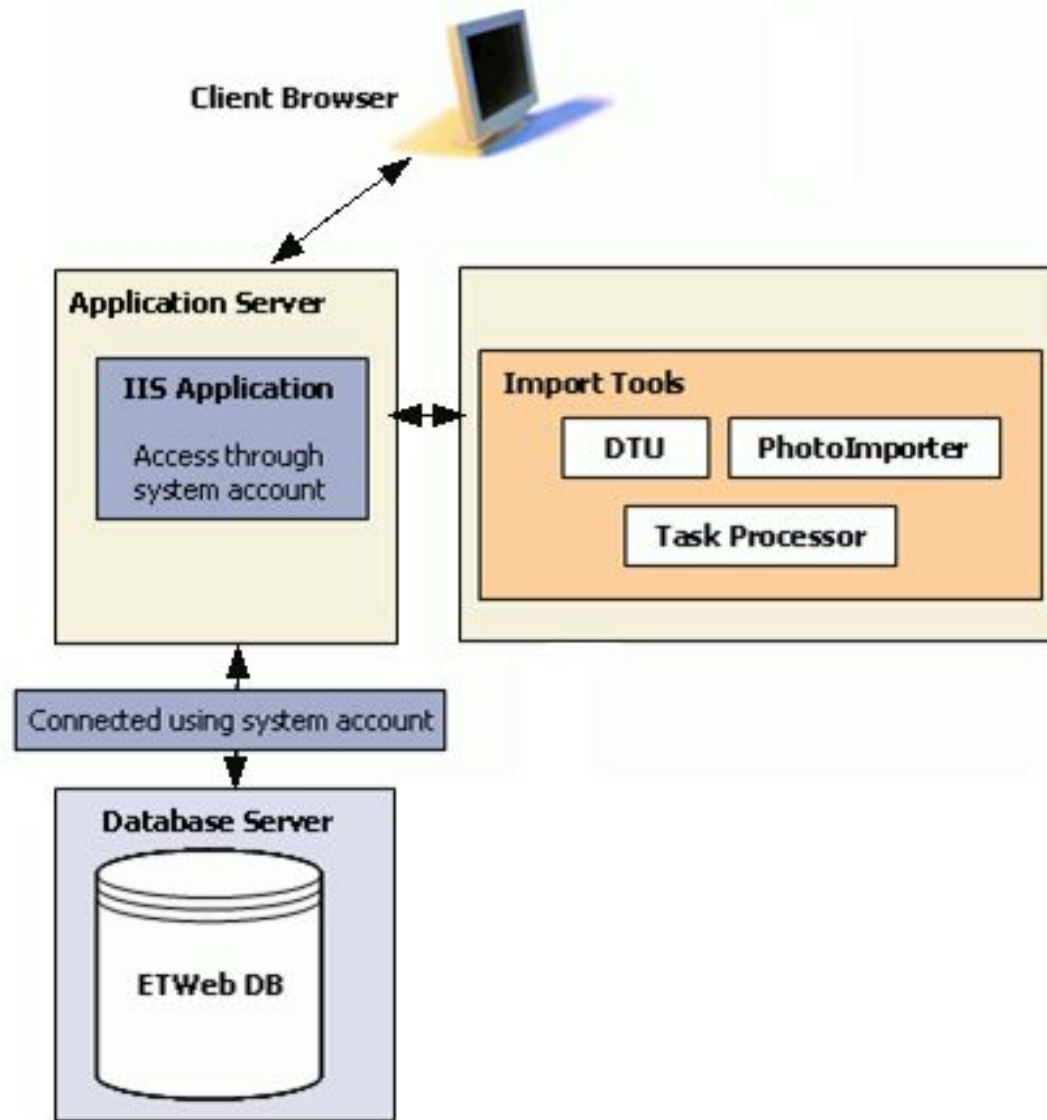 Client Browser
Application Server
IIS Application
Access through
system account
Import Tools
DTU
PhotoImporter
Task Processor
Connected using system account
Database Server
ETWeb DB